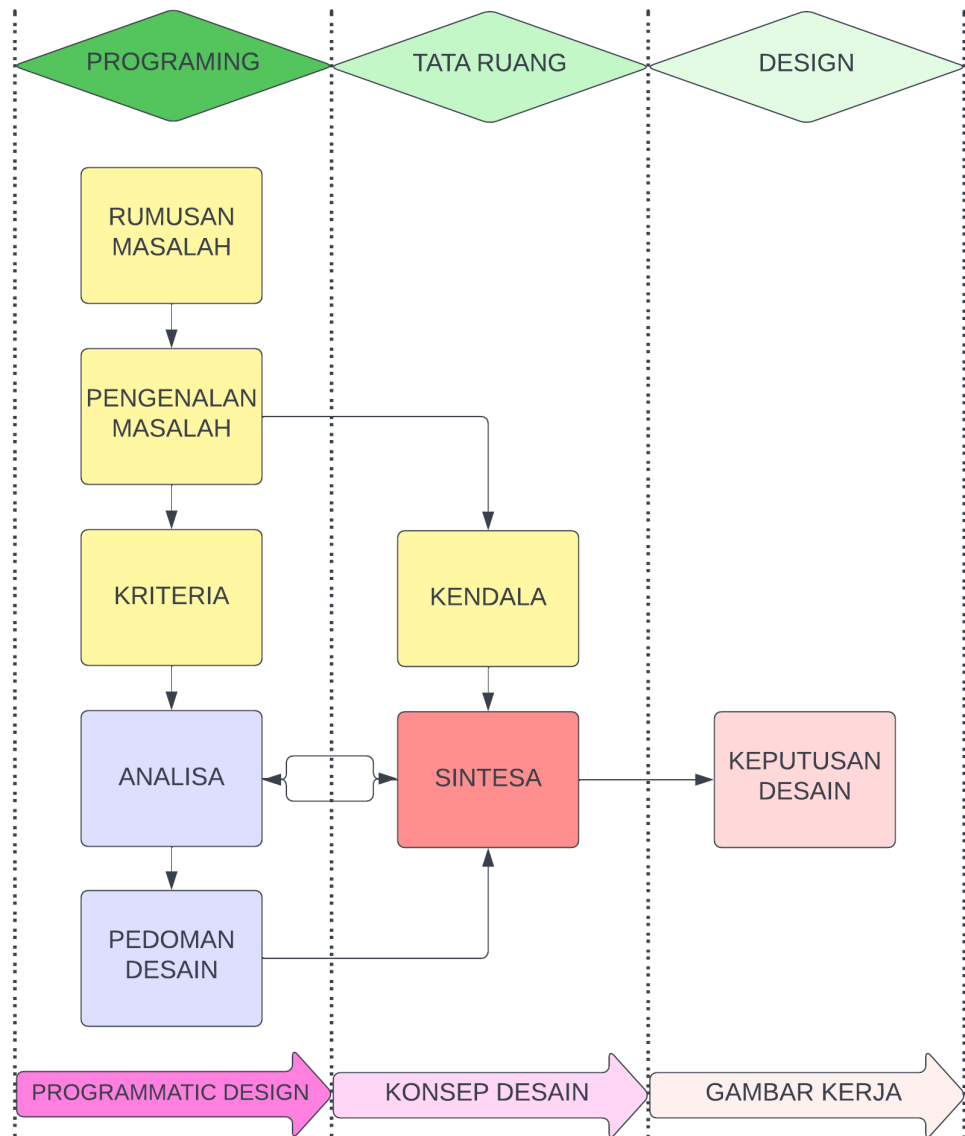 PROGRAMING
TATA RUANG
DESIGN
RUMUSAN
MASALAH
PENGENALAN
MASALAH
KRITERIA
KENDALA
ANALISA
SINTESA
KEPUTUSAN
DESAIN
PEDOMAN
DESAIN
PROGRAMMATIC DESIGN
KONSEP DESAIN
GAMBAR KERJA